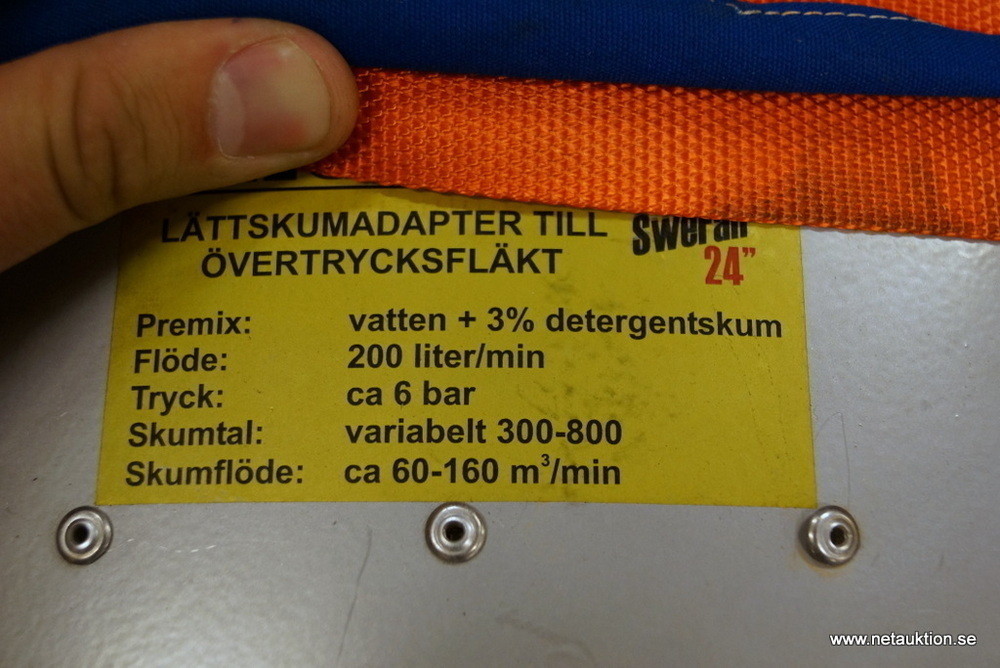 LÄTTSKUMADAPTER TILL
ÖVERTRYCKSFLÄKT
24”
Premix: vatten + 3% detergentskum
Flöde: 200 liter/min
Tryck: ca 6 bar
Skumtal: variabelt 300-800
Skumflöde: ca 60-160 m³/min
www.netauktion.se